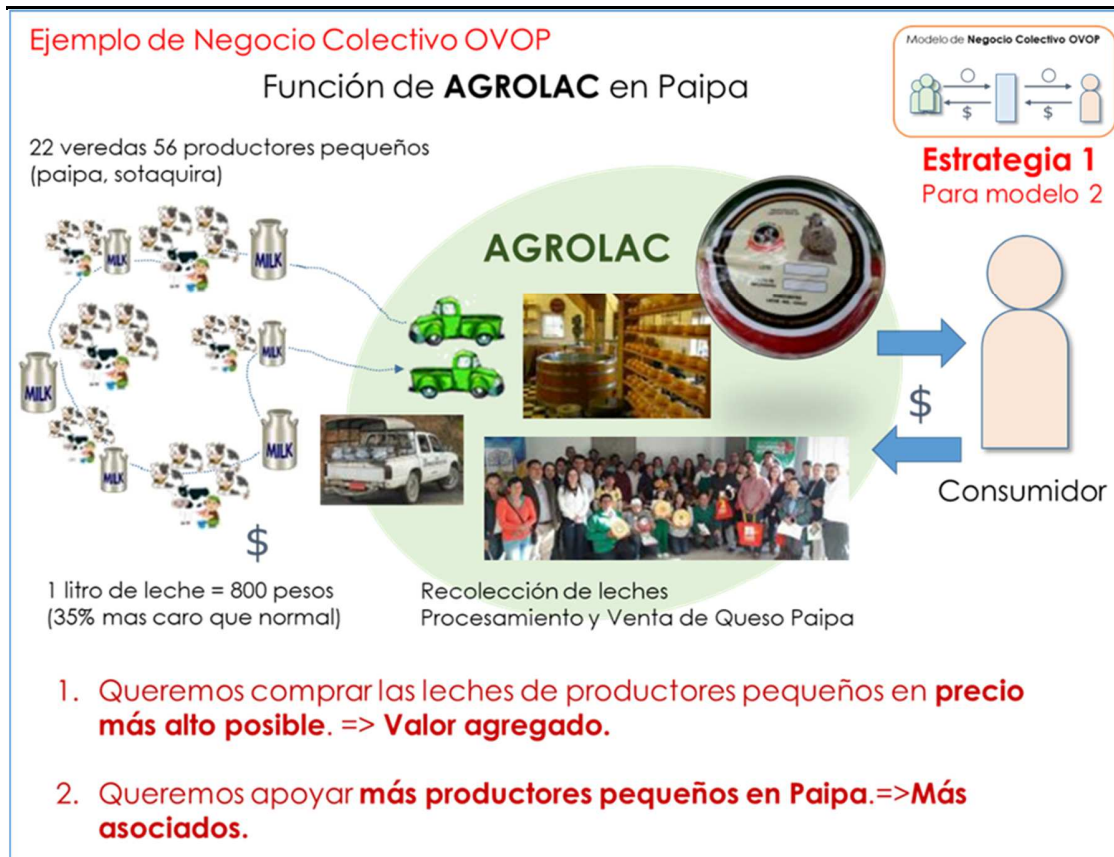 Ejemplo de Negocio Colectivo OVOP
Función de AGROLAC en Paipa
Modelo de Negocio Colectivo OVOP
$ $
Estrategia 1
Para modelo 2
22 veredas 56 productores pequeños
(paipa, sotaquira)
AGROLAC
MILK
MILK
MILK
MILK
MILK
MILK
$
$
Consumidor
1 litro de leche = 800 pesos
(35% mas caro que normal)
Recolección de leches
Procesamiento y Venta de Queso Paipa
1. Queremos comprar las leches de productores pequeños en precio
más alto posible. => Valor agregado.
2. Queremos apoyar más productores pequeños en Paipa.=>Más
asociados.